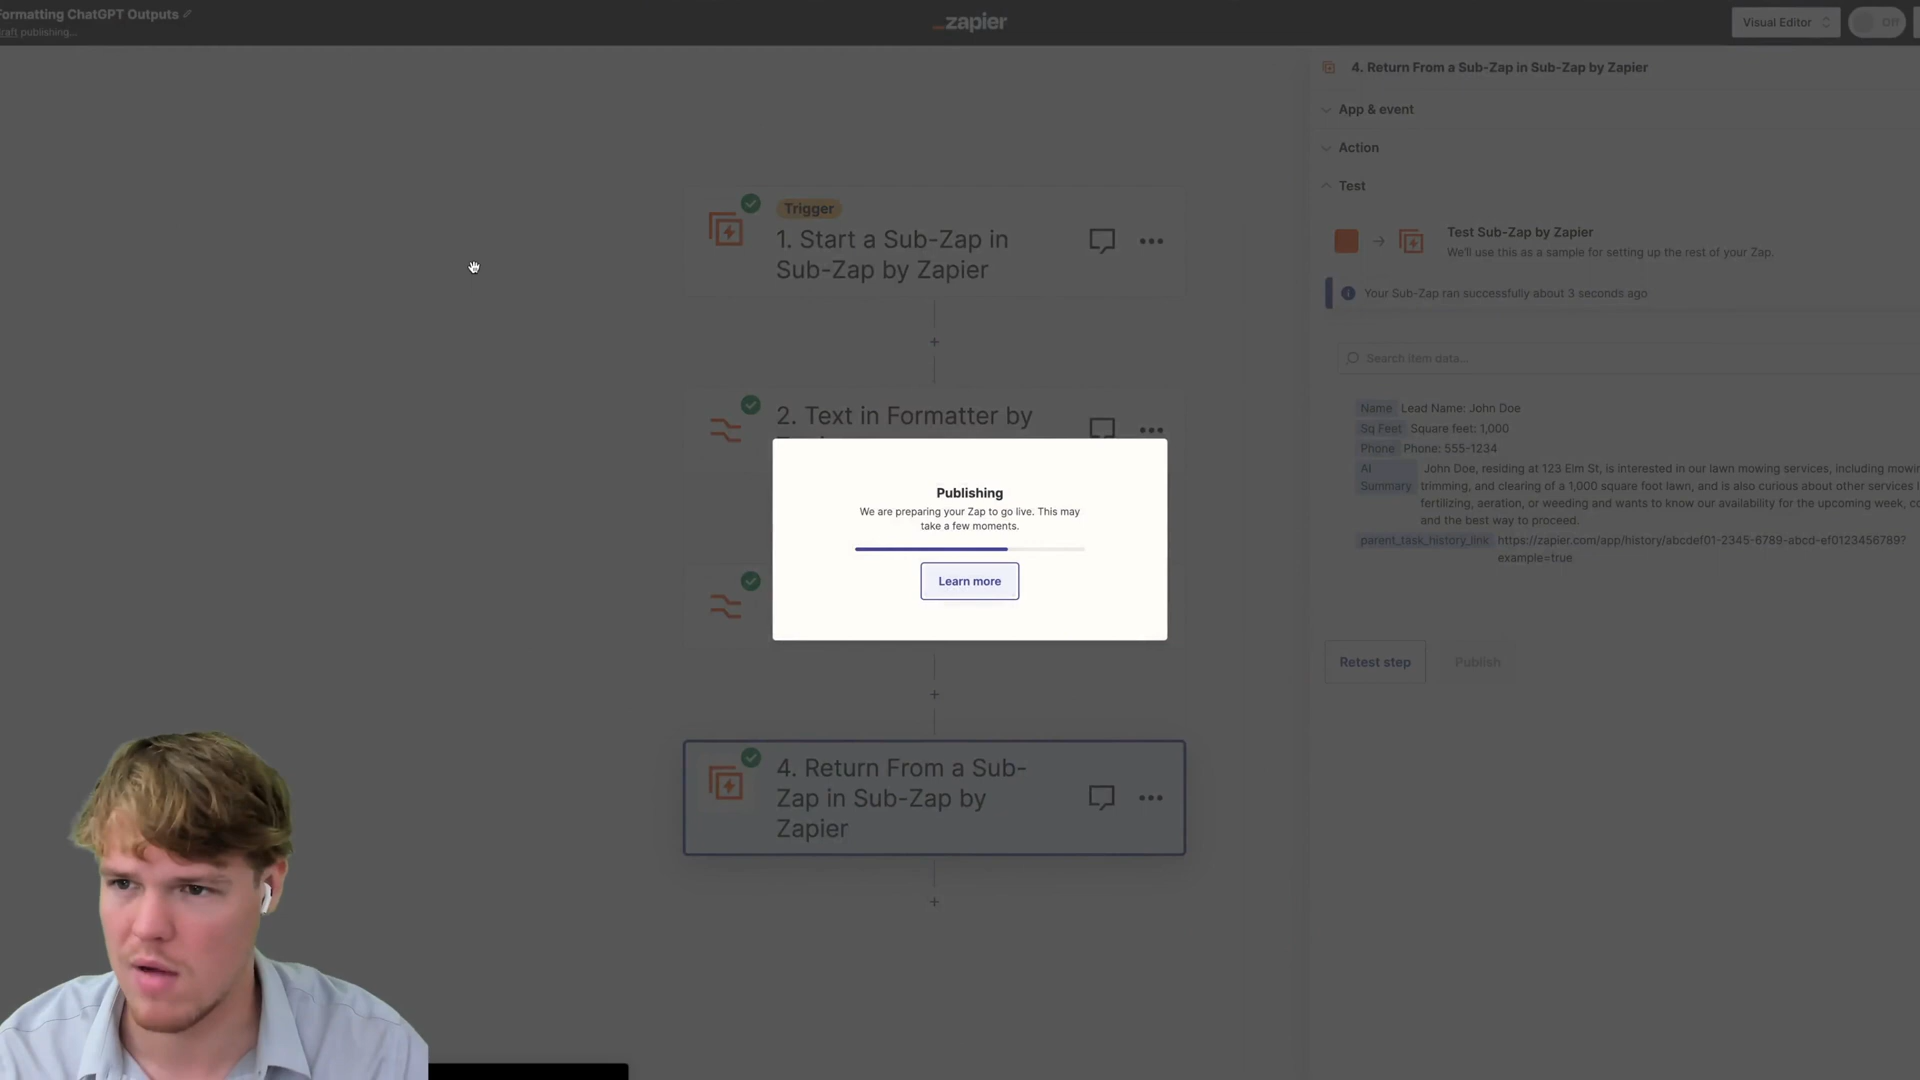 Formatting ChatGPT Outputs
zapier
Visual Editor
Off
publishing...
4. Return From a Sub-Zap in Sub-Zap by Zapier
App & event
Action
Test
Test Sub-Zap by Zapier
We'll use this as a sample for setting up the rest of your Zap.
Your Sub-Zap ran successfully about 3 seconds ago
Search item data...
Name Lead Name: John Doe
Sq Feet Square feet: 1,000
Phone Phone: 555-1234
AI John Doe, residing at 123 Elm St, is interested in our lawn mowing services, including
Summary trimming, and clearing of a 1,000 square foot lawn, and is also curious about other services
fertilizing, aeration, or weeding and wants to know our availability for the upcoming week,
and the best way to proceed.
parent_task_history_link https://zapier.com/app/history/abcdef01-2345-6789-abcd-ef0123456789?
example=true
Retest step
Publish
Trigger
1. Start a Sub-Zap in
Sub-Zap by Zapier
2. Text in Formatter by
Publishing
We are preparing your Zap to go live. This may
take a few moments.
Learn more
4. Return From a Sub-
Zap in Sub-Zap by
Zapier